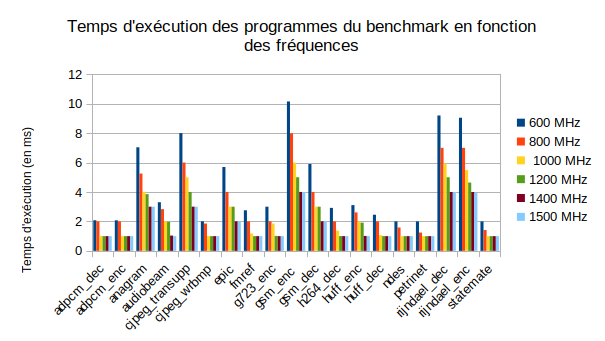 Temps d'exécution des programmes du benchmark en fonction
des fréquences
Temps d'exécution (en ms)
12
10
8
6
4
2
0
adpcm_dec
adpcm_enc
anagram
audiobeam
cjpeg_transupp
cjpeg_wrbmp
epic
fmref
g723_enc
gsm_enc
gsm_dec
h264_dec
huff_enc
huff_dec
ndes
petrinet
rijndael_dec
rijndael_enc
statemate
600 MHz
800 MHz
1000 MHz
1200 MHz
1400 MHz
1500 MHz